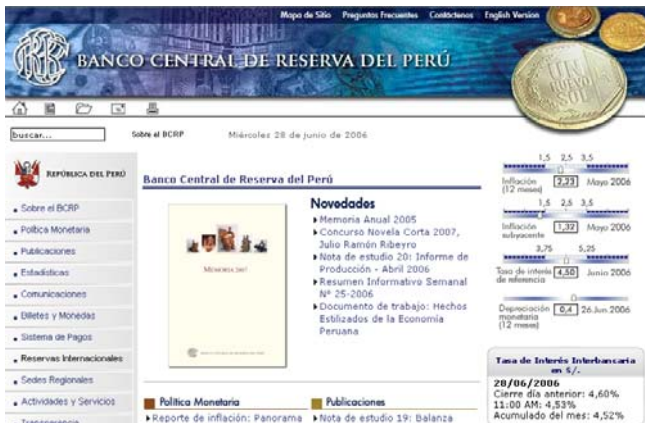 Mapa de Sitio Preguntas Frecuentes Contáctenos English Version
BANCO CENTRAL DE RESERVA DEL PERÚ
UN
NUEVO
SOL
buscar...
Sobre el BCRP
Miércoles 28 de junio de 2006
REPÚBLICA DEL PERÚ
Sobre el BCRP
Política Monetaria
Publicaciones
Estadísticas
Comunicaciones
Billetes y Monedas
Sistema de Pagos
Reservas Internacionales
Sedes Regionales
Actividades y Servicios
Transparencia
Banco Central de Reserva del Perú
Novedades
Memoria Anual 2005
Concurso Novela Corta 2007,
Julio Ramón Ribeyro
Nota de estudio 20: Informe de
Producción - Abril 2006
Resumen Informativo Semanal
Nº 25-2006
Documento de trabajo: Hechos
Estilizados de la Economía
Peruana
Política Monetaria
Reporte de inflación: Panorama
Publicaciones
Nota de estudio 19: Balanza
1,5 2,5 3,5
Inflación 2,23 Mayo 2006
(12 meses)
1,5 2,5 3,5
Inflación 1,32 Mayo 2006
subyacente
3,75 5,25
Tasa de interés 4,50 Junio 2006
de referencia
Depreciación 0,4 26.Jun.2006
monetaria
(12 meses)
Tasa de Interés Interbancaria
en S/.
28/06/2006
Cierre día anterior: 4,60%
11:00 AM: 4,53%
Acumulado del mes: 4,52%